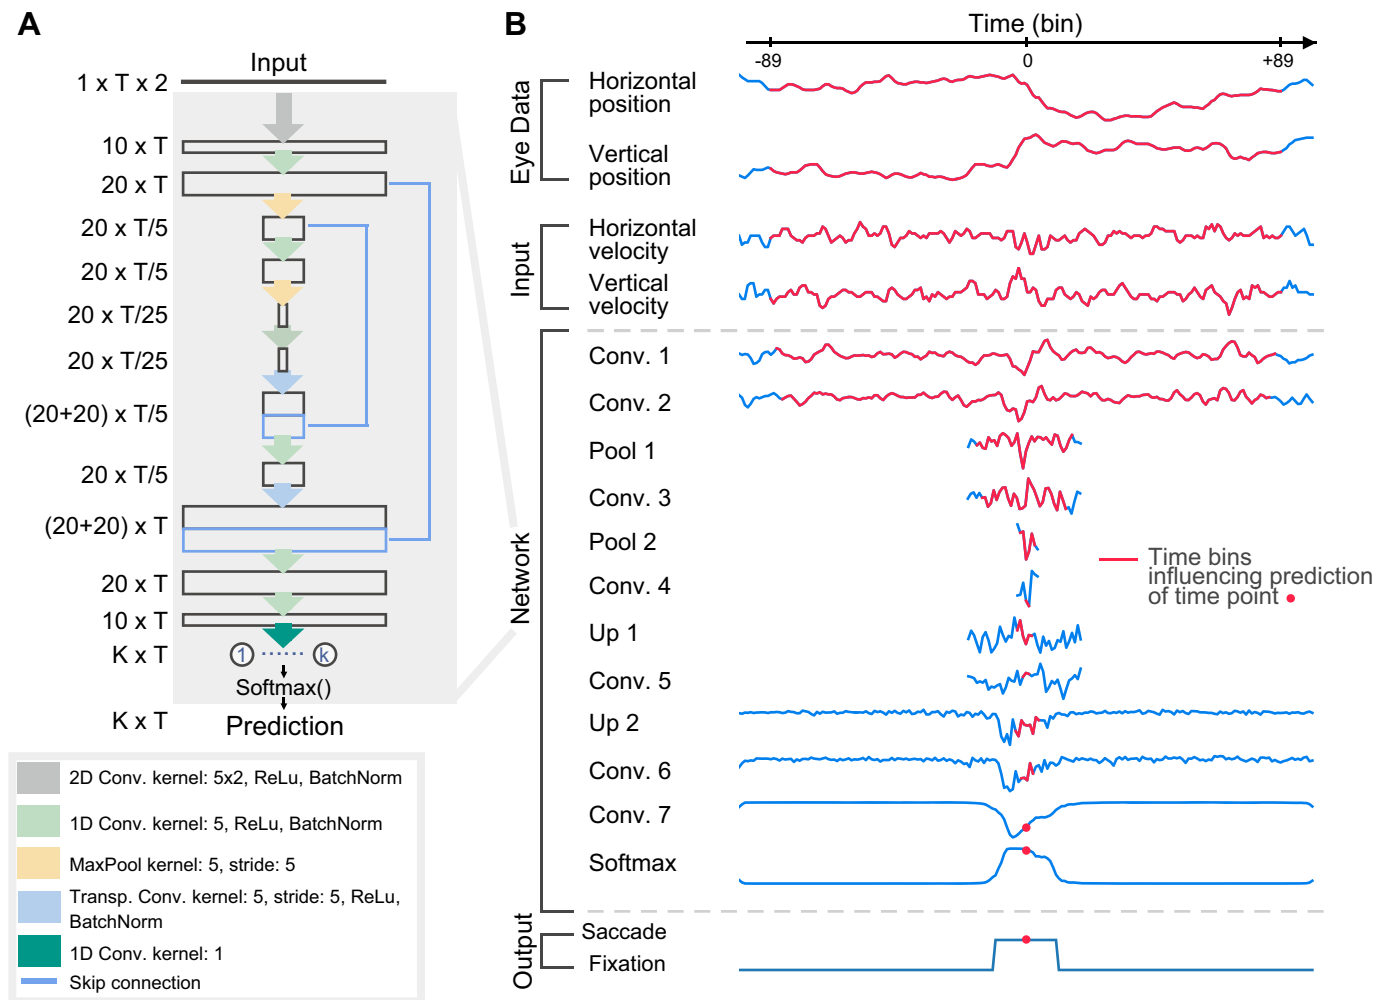 A
Input
1 x T x 2
10 x T
20 x T
20 x T/5
20 x T/5
20 x T/25
20 x T/25
(20+20) x T/5
20 x T/5
(20+20) x T
20 x T
10 x T
K x T
1 ...... k
Softmax()
K x T
Prediction
2D Conv. kernel: 5x2, ReLu, BatchNorm
1D Conv. kernel: 5, ReLu, BatchNorm
MaxPool kernel: 5, stride: 5
Transp. Conv. kernel: 5, stride: 5, ReLu,
BatchNorm
1D Conv. kernel: 1
Skip connection
B
Time (bin)
-89 0 +89
Eye Data
Horizontal
position
Vertical
position
Input
Horizontal
velocity
Vertical
velocity
Network
Conv. 1
Conv. 2
Pool 1
Conv. 3
Pool 2
Conv. 4
Up 1
Conv. 5
Up 2
Conv. 6
Conv. 7
Softmax
Time bins
influencing prediction
of time point
Output
Saccade
Fixation